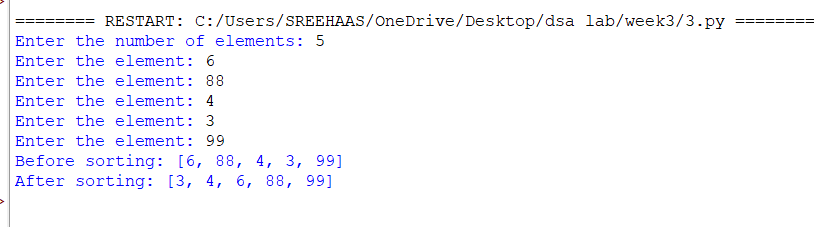 ======== RESTART: C:/Users/SREEHAAS/OneDrive/Desktop/dsa lab/week3/3.py ========
Enter the number of elements: 5
Enter the element: 6
Enter the element: 88
Enter the element: 4
Enter the element: 3
Enter the element: 99
Before sorting: [6, 88, 4, 3, 99]
After sorting: [3, 4, 6, 88, 99]